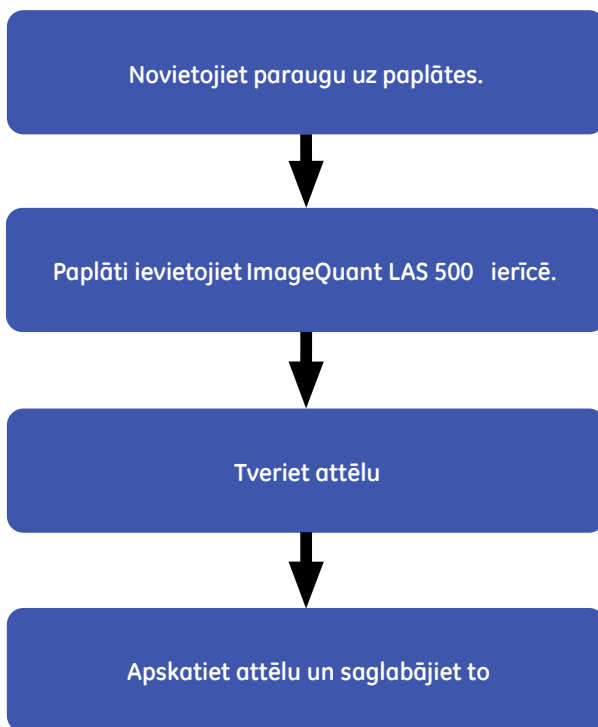 Novietojiet paraugu uz paplātes.
Paplāti ievietojiet ImageQuant LAS 500 ierīcē.
Tveriet attēlu
Apskatiet attēlu un saglabājiet to